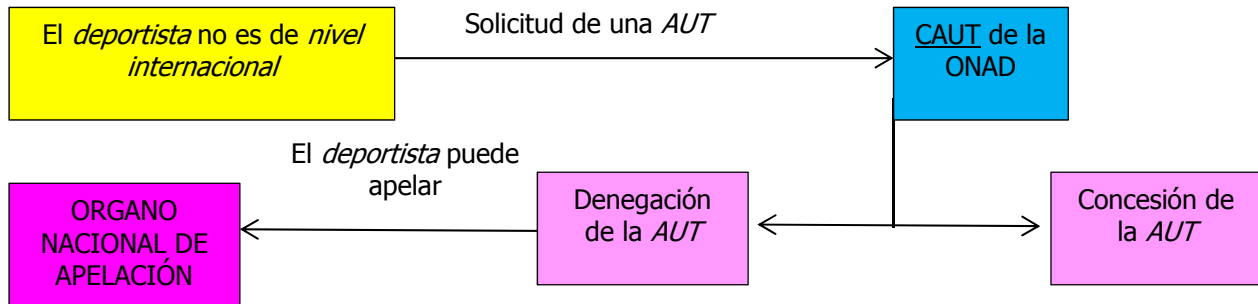 El deportista no es de nivel
internacional
Solicitud de una AUT
CAUT de la
ONAD
El deportista puede
apelar
ORGANO
NACIONAL DE
APELACIÓN
Denegación
de la AUT
Concesión de
la AUT